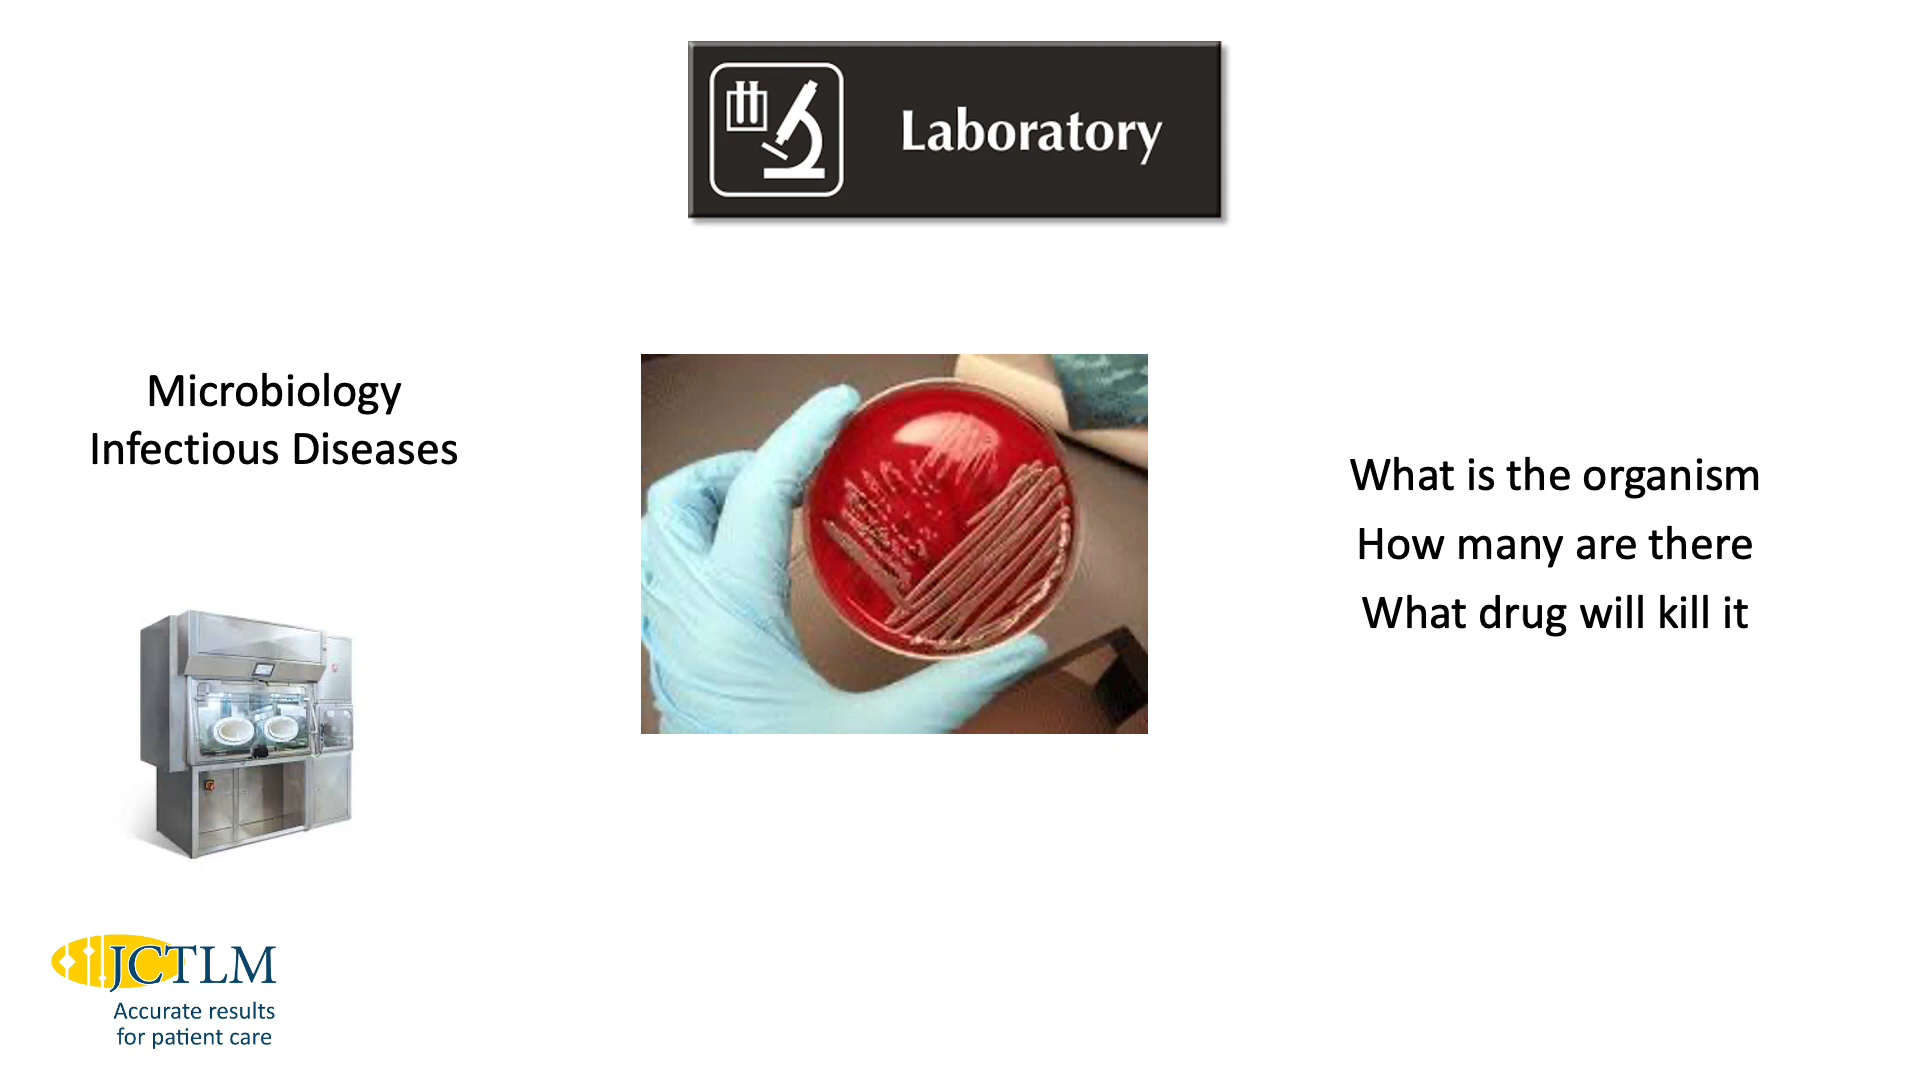 Laboratory
Microbiology
Infectious Diseases
What is the organism
How many are there
What drug will kill it
JCTLM
Accurate results
for patient care